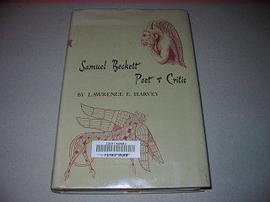 Samuel Beckett
Poet & Critic
BY LAWRENCE E. HARVEY